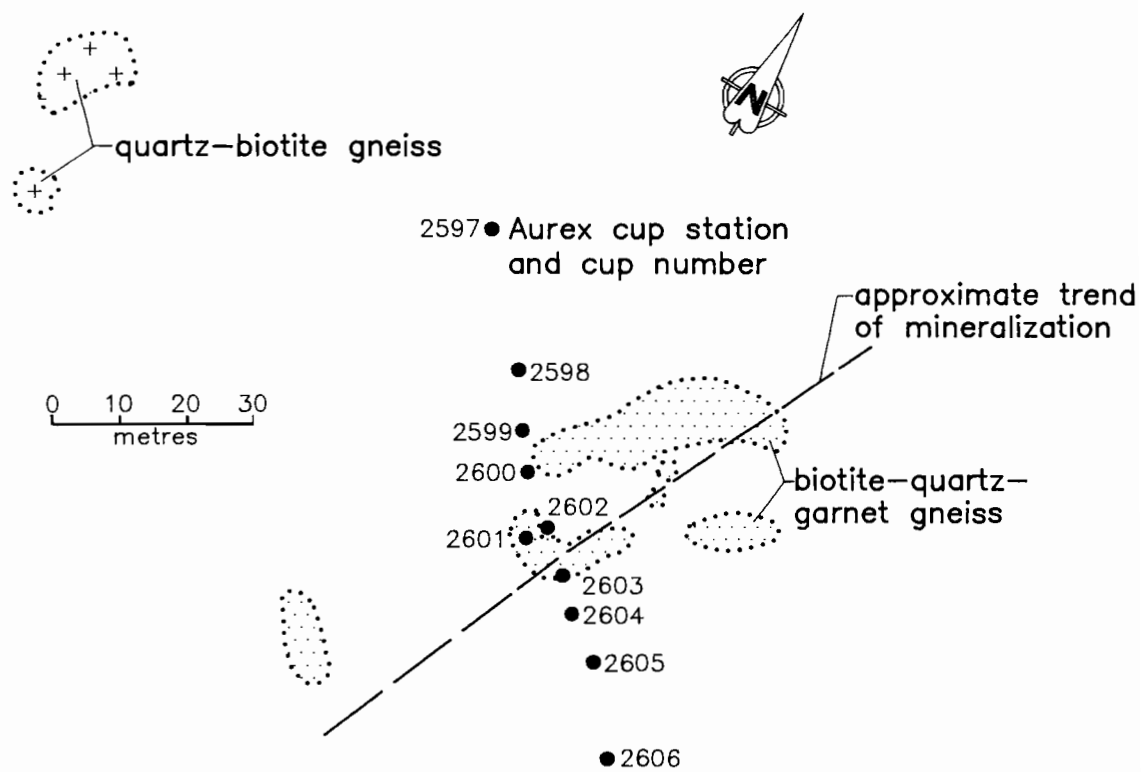 N
quartz-biotite gneiss
2597
Aurex cup station
and cup number
approximate trend
of mineralization
2598
0 10 20 30
metres
2599
2600
biotite-quartz-
garnet gneiss
2602
2601
2603
2604
2605
2606